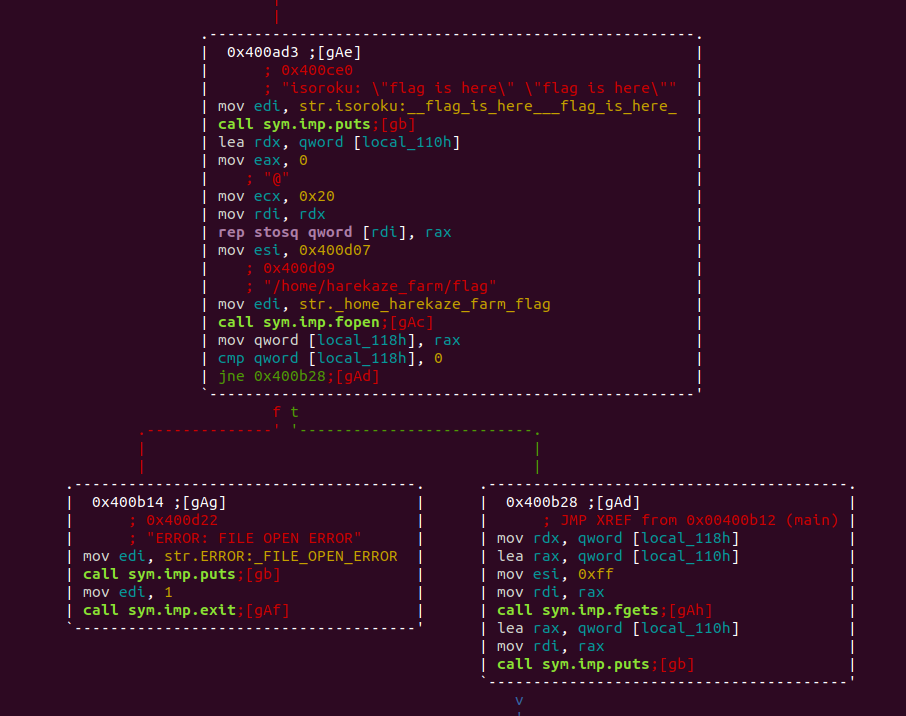 0x400ad3 ;[gAe]
; 0x400ce0
; "isoroku: \"flag is here\" \"flag is here\""
mov edi, str.isoroku:__flag_is_here___flag_is_here_
call sym.imp.puts;[gb]
lea rdx, qword [local_110h]
mov eax, 0
; "@"
mov ecx, 0x20
mov rdi, rdx
rep stosq qword [rdi], rax
mov esi, 0x400d07
; 0x400d09
; "/home/harekaze_farm/flag"
mov edi, str._home_harekaze_farm_flag
call sym.imp.fopen;[gAc]
mov qword [local_118h], rax
cmp qword [local_118h], 0
jne 0x400b28;[gAd]
f t
0x400b14 ;[gAg]
; 0x400d22
; "ERROR: FILE OPEN ERROR"
mov edi, str.ERROR:_FILE_OPEN_ERROR
call sym.imp.puts;[gb]
mov edi, 1
call sym.imp.exit;[gAf]
0x400b28 ;[gAd]
; JMP XREF from 0x00400b12 (main)
mov rdx, qword [local_118h]
lea rax, qword [local_110h]
mov esi, 0xff
mov rdi, rax
call sym.imp.fgets;[gAh]
lea rax, qword [local_110h]
mov rdi, rax
call sym.imp.puts;[gb]
v